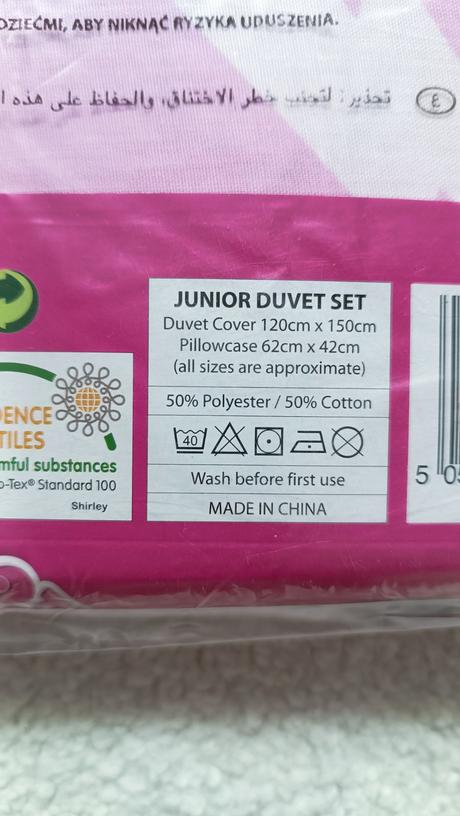 DZIEĆMI, ABY NIKNĄĆ RYZYKA UDUSZENIA.
تحذير: لتجنب خطر الاختناق، والحفاظ على هذه ا
ع
JUNIOR DUVET SET
Duvet Cover 120cm x 150cm
Pillowcase 62cm x 42cm
(all sizes are approximate)
50% Polyester / 50% Cotton
40
Wash before first use
MADE IN CHINA
DENCE
TILES
mful substances
o-Tex® Standard 100
Shirley
5 0